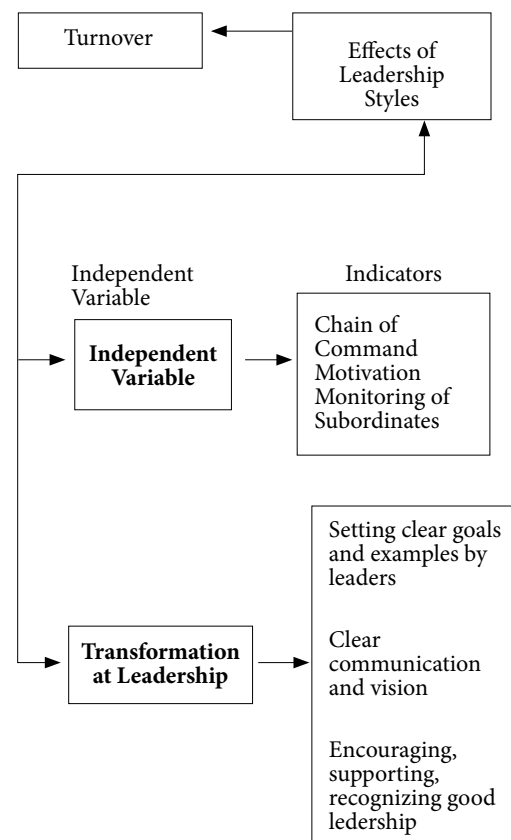 Turnover
Effects of
Leadership
Styles
Independent
Variable
Indicators
Independent
Variable
Chain of
Command
Motivation
Monitoring of
Subordinates
Setting clear goals
and examples by
leaders
Transformation
at Leadership
Clear
communication
and vision
Encouraging,
supporting,
recognizing good
ledership